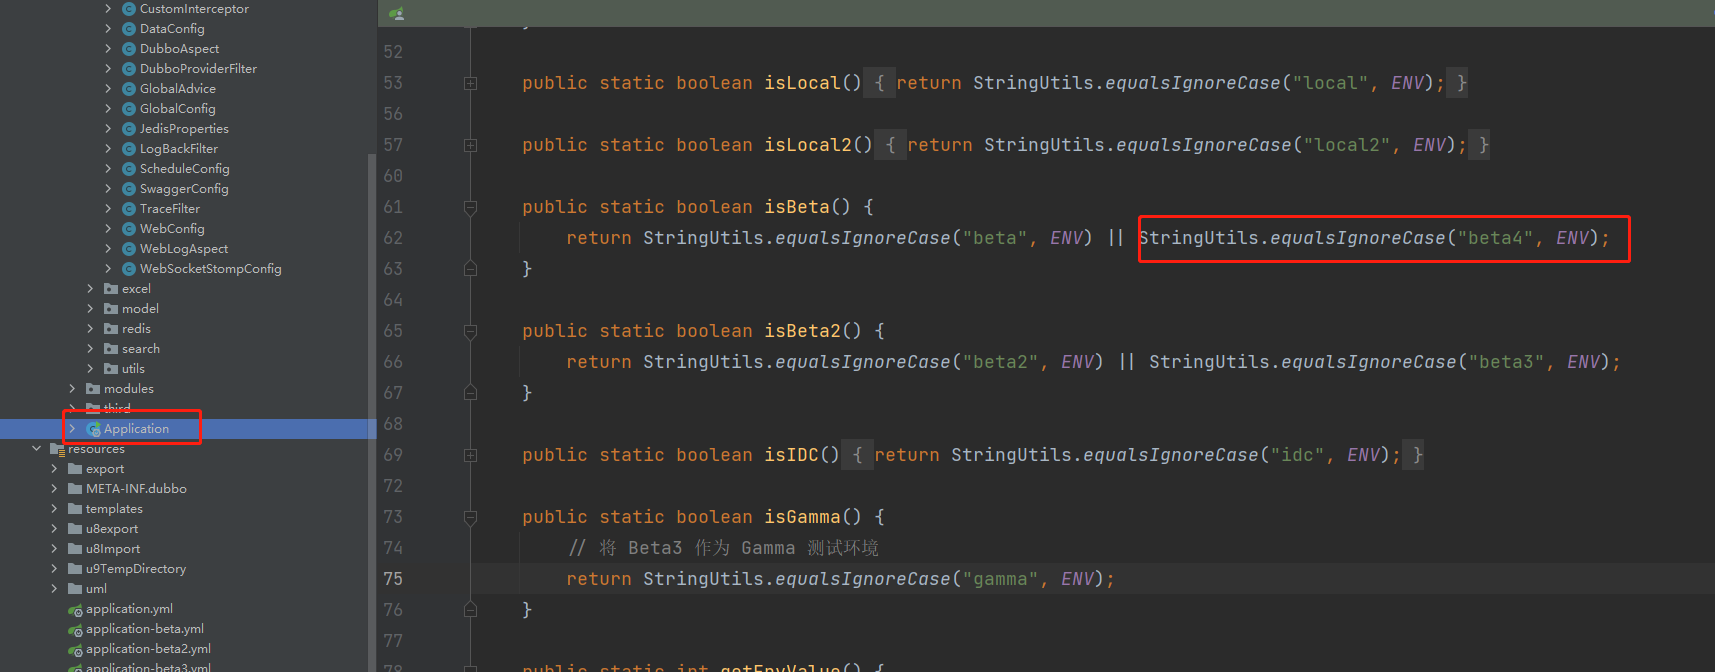 CustomInterceptor
DataConfig
DubboAspect
DubboProviderFilter
GlobalAdvice
GlobalConfig
JedisProperties
LogBackFilter
ScheduleConfig
SwaggerConfig
TraceFilter
WebConfig
WebLogAspect
WebSocketStompConfig
excel
model
redis
search
utils
modules
third
Application
resources
export
META-INF.dubbo
templates
u8export
u8Import
u9TempDirectory
uml
application.yml
application-beta.yml
application-beta2.yml
application-beta3.yml
52
53 public static boolean isLocal() { return StringUtils.equalsIgnoreCase("local", ENV); }
56
57 public static boolean isLocal2() { return StringUtils.equalsIgnoreCase("local2", ENV); }
60
61 public static boolean isBeta() {
62 return StringUtils.equalsIgnoreCase("beta", ENV) || StringUtils.equalsIgnoreCase("beta4", ENV);
63 }
64
65 public static boolean isBeta2() {
66 return StringUtils.equalsIgnoreCase("beta2", ENV) || StringUtils.equalsIgnoreCase("beta3", ENV);
67 }
68
69 public static boolean isIDC() { return StringUtils.equalsIgnoreCase("idc", ENV); }
72
73 public static boolean isGamma() {
74 // 将 Beta3 作为 Gamma 测试环境
75 return StringUtils.equalsIgnoreCase("gamma", ENV);
76 }
77
78 public static int getEnvValue() {